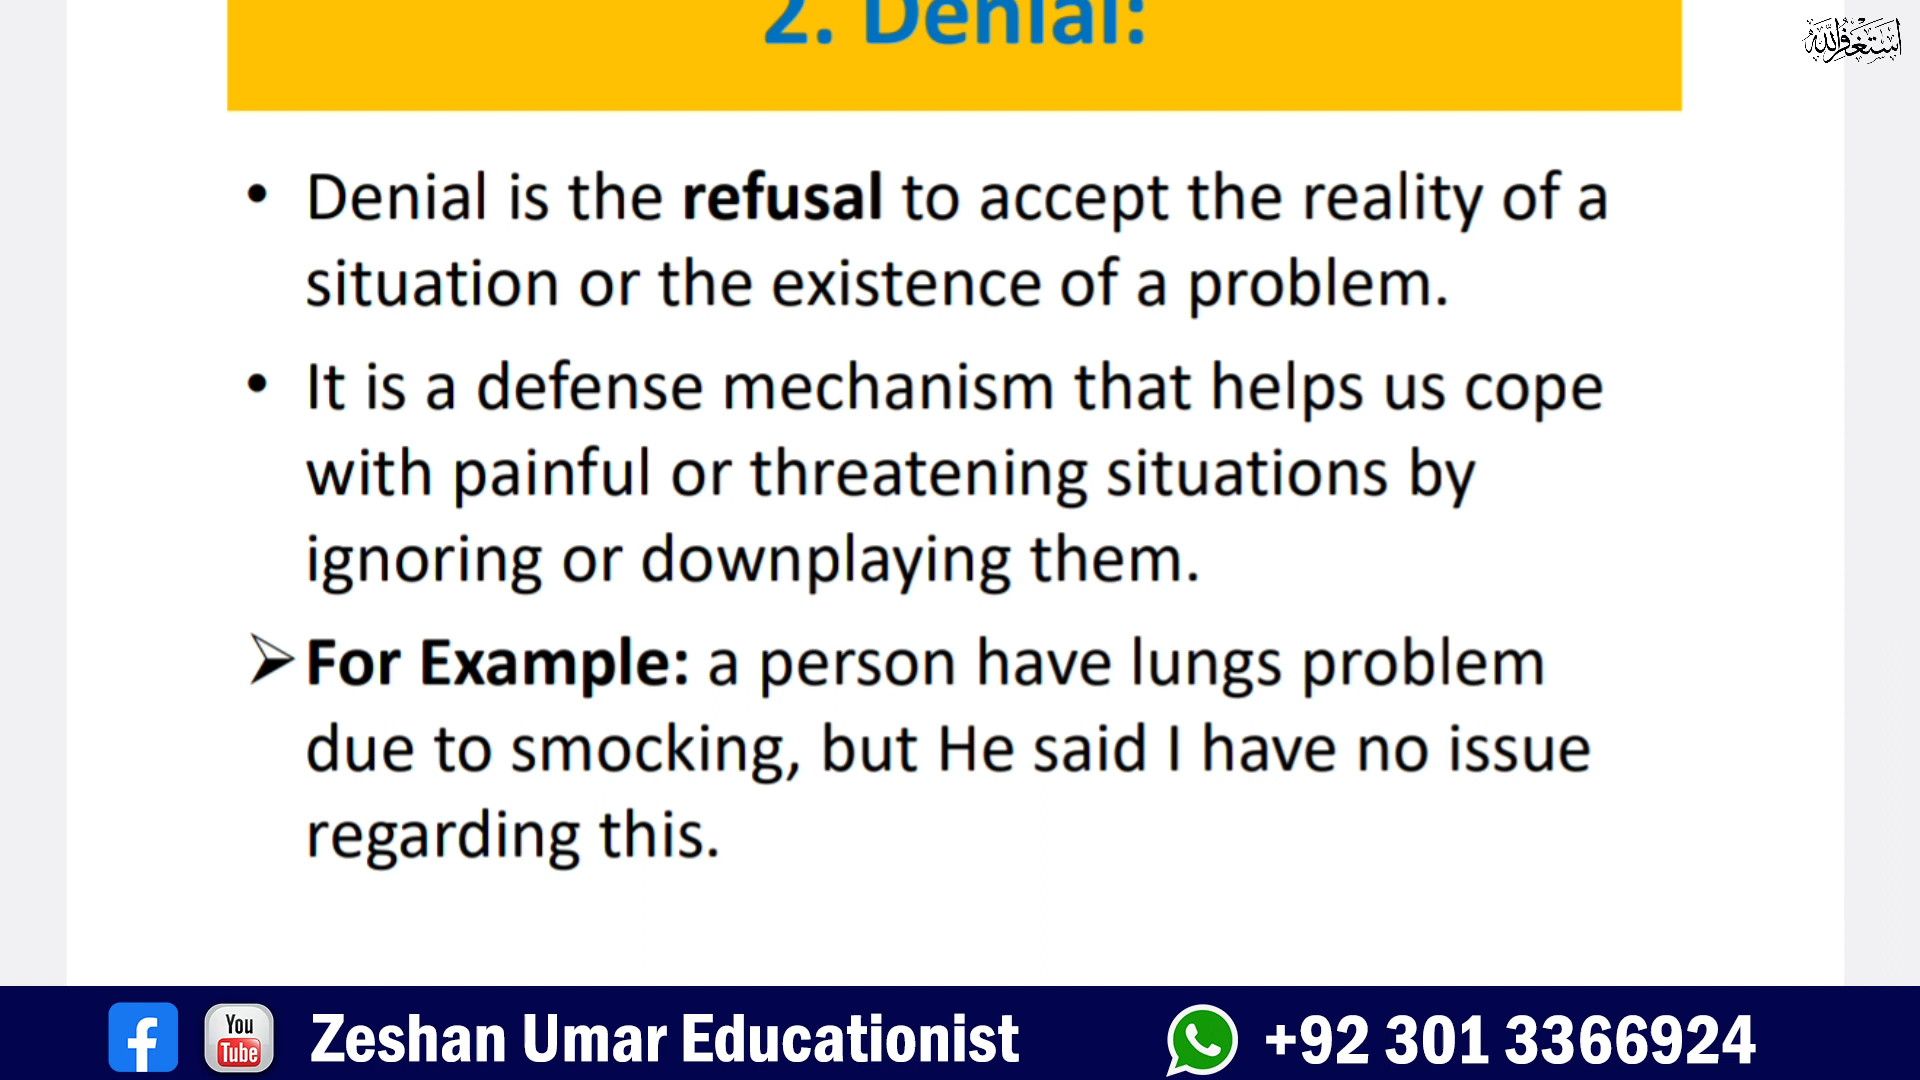 2. Denial:
استغفرالله
• Denial is the refusal to accept the reality of a
situation or the existence of a problem.
• It is a defense mechanism that helps us cope
with painful or threatening situations by
ignoring or downplaying them.
➢ For Example: a person have lungs problem
due to smocking, but He said I have no issue
regarding this.
You
Tube
Zeshan Umar Educationist
+92 301 3366924